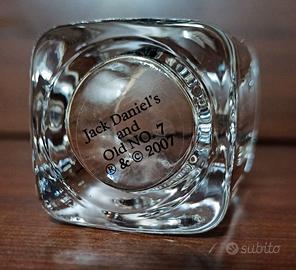 Jack Daniel's
and
Old NO. 7
® & © 2007
subito